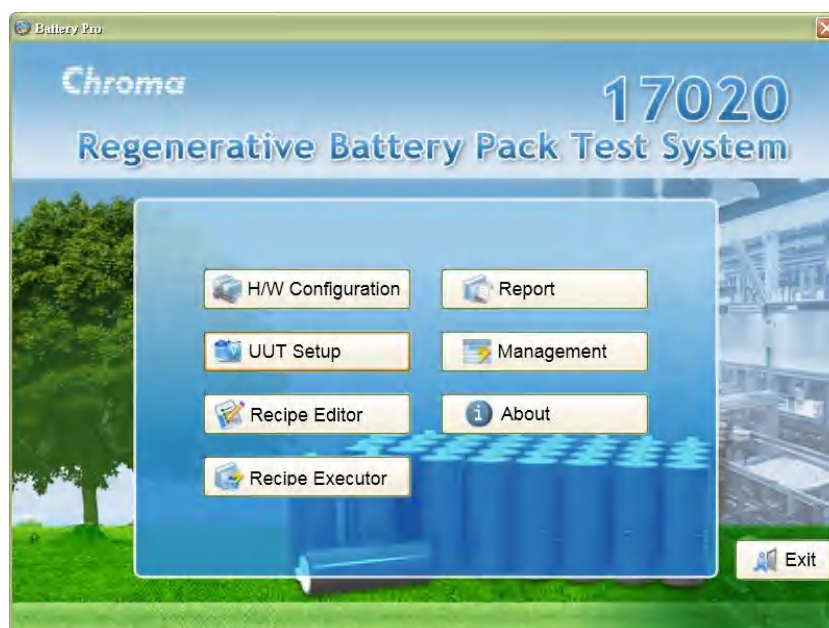 Battery Pro
Chroma
17020
Regenerative Battery Pack Test System
H/W Configuration
Report
UUT Setup
Management
Recipe Editor
About
Recipe Executor
Exit